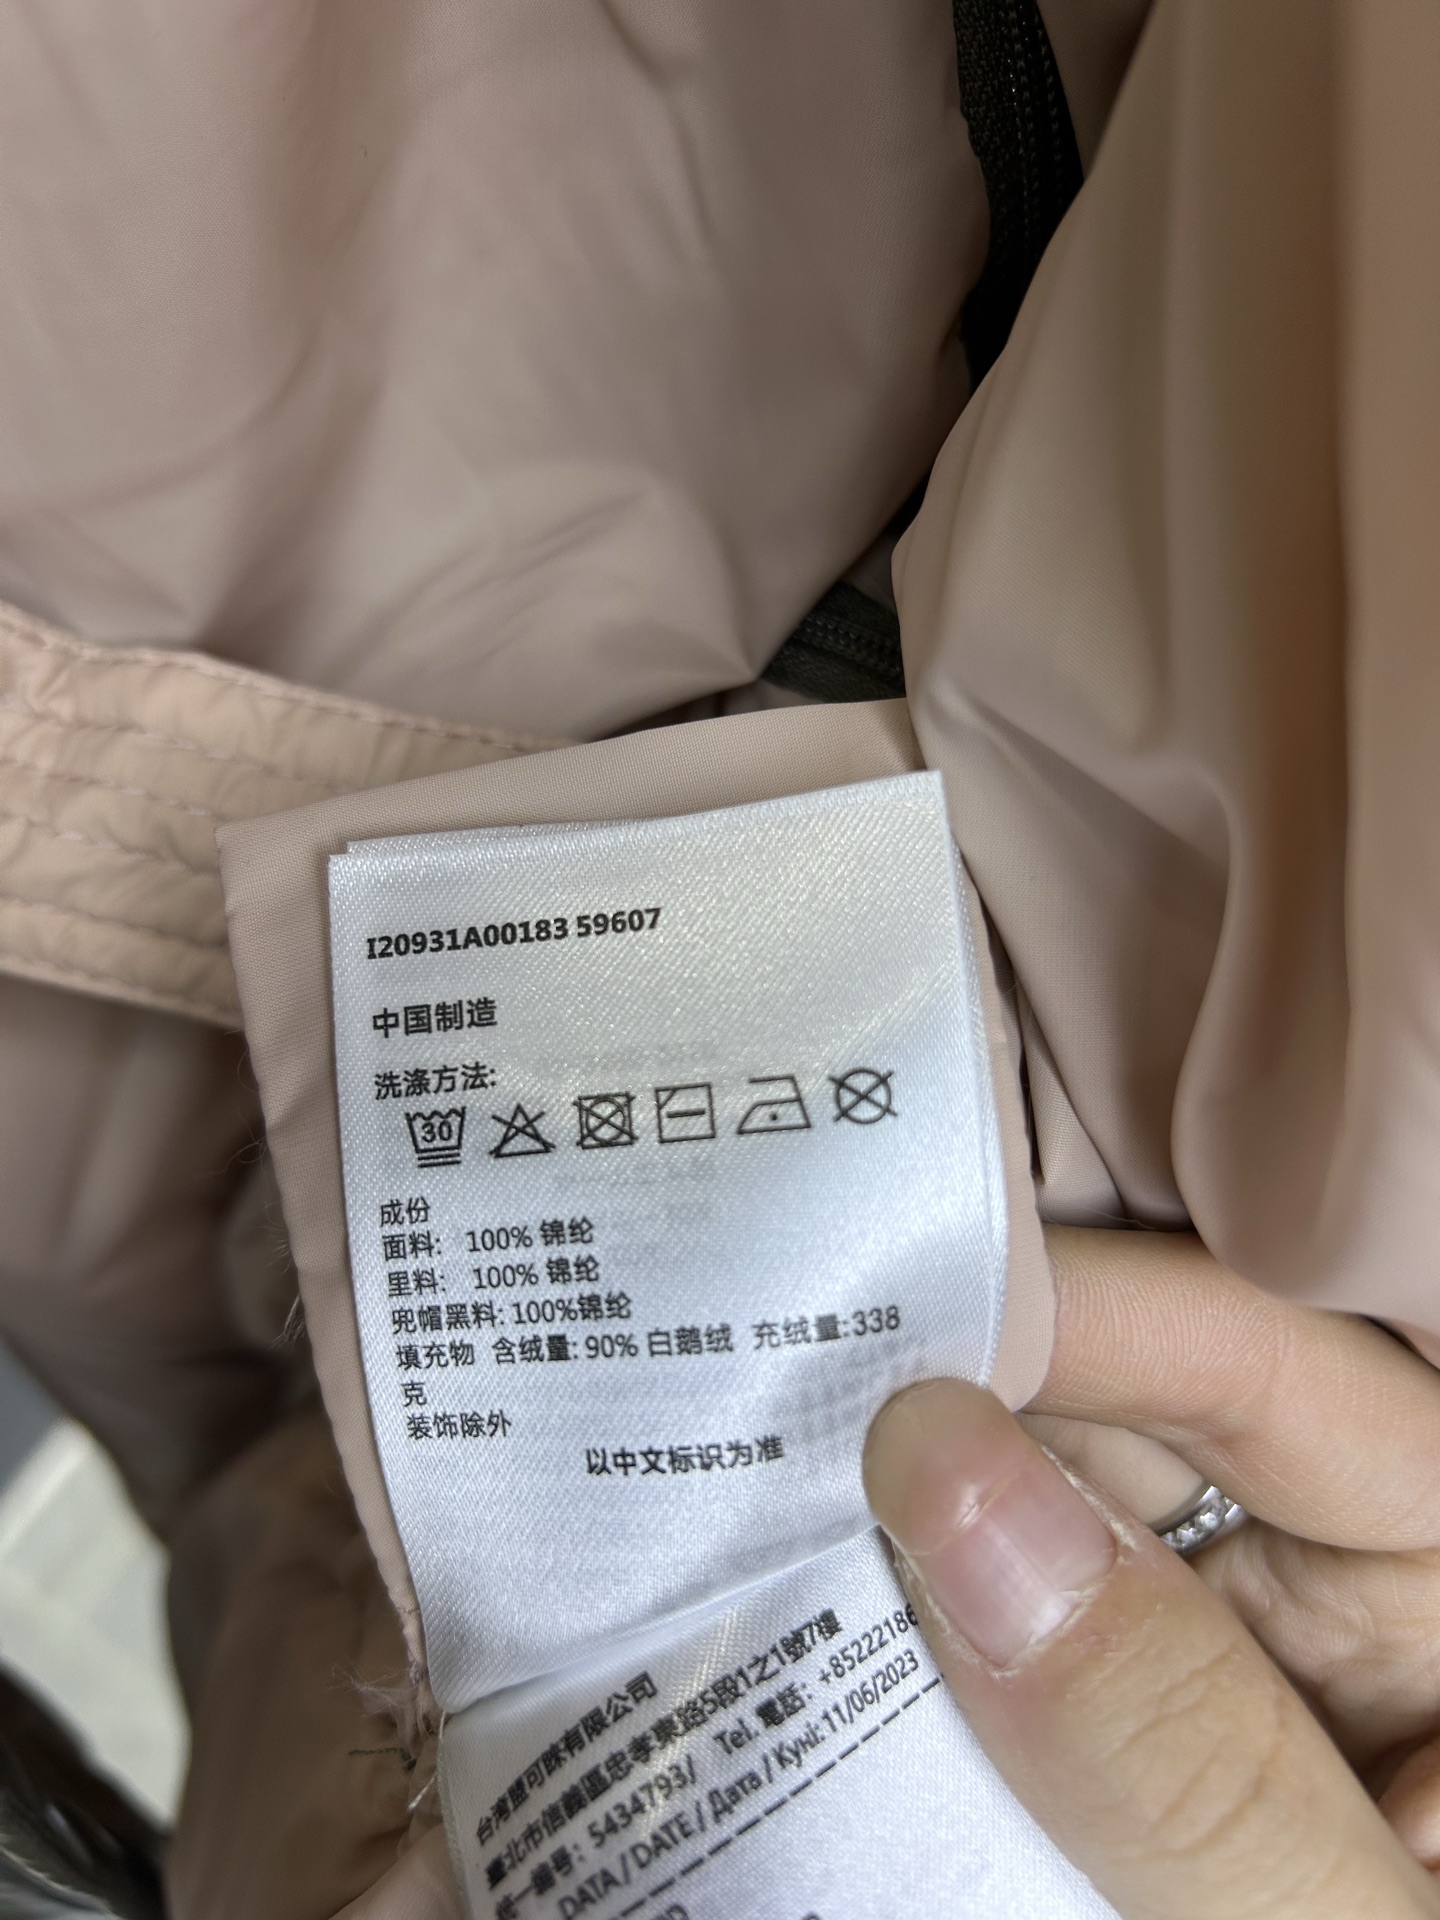 I20931A00183 59607
中国制造
洗涤方法:
30
成份
面料: 100% 锦纶
里料: 100% 锦纶
兜帽黑料: 100%锦纶
填充物 含绒量: 90% 白鹅绒 充绒量:338
克
装饰除外
以中文标识为准
台湾盟可睐有限公司
臺北市信義區忠孝東路5段1之1號7樓
统一编号: 5434793/ Tel. 電話: +85222186
DATA / DATE / Дата / Күні: 11/06/2023